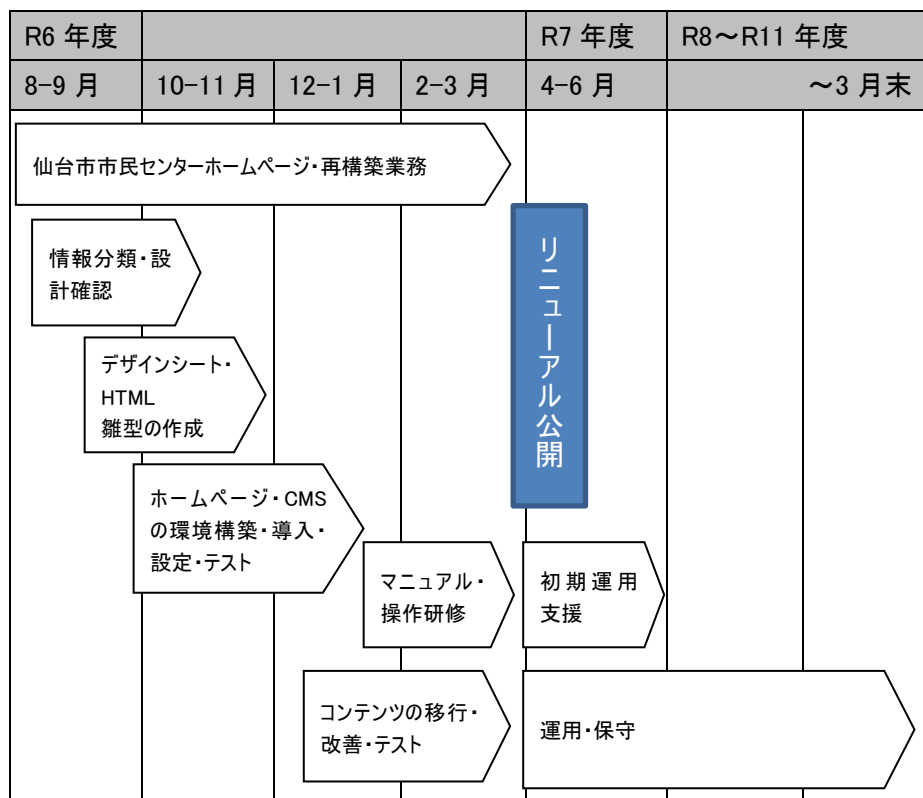 R6 年度
R7 年度
R8～R11 年度
8-9 月
10-11 月
12-1 月
2-3 月
4-6 月
～3 月末
仙台市市民センターホームページ・再構築業務
リニューアル公開
情報分類・設
計確認
デザインシート・
HTML
雛型の作成
ホームページ・CMS
の環境構築・導入・
設定・テスト
マニュアル・
操作研修
初期運用
支援
コンテンツの移行・
改善・テスト
運用・保守